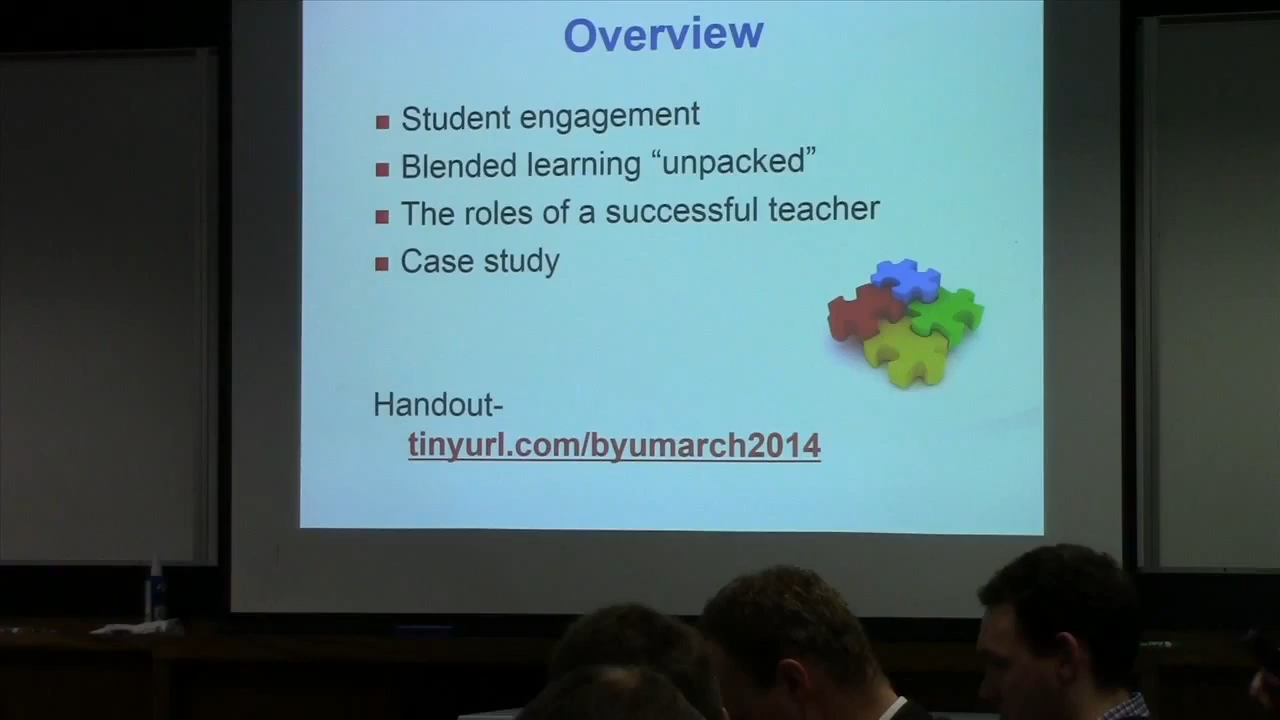 Overview
Student engagement
Blended learning “unpacked”
The roles of a successful teacher
Case study
Handout-
tinyurl.com/byumarch2014